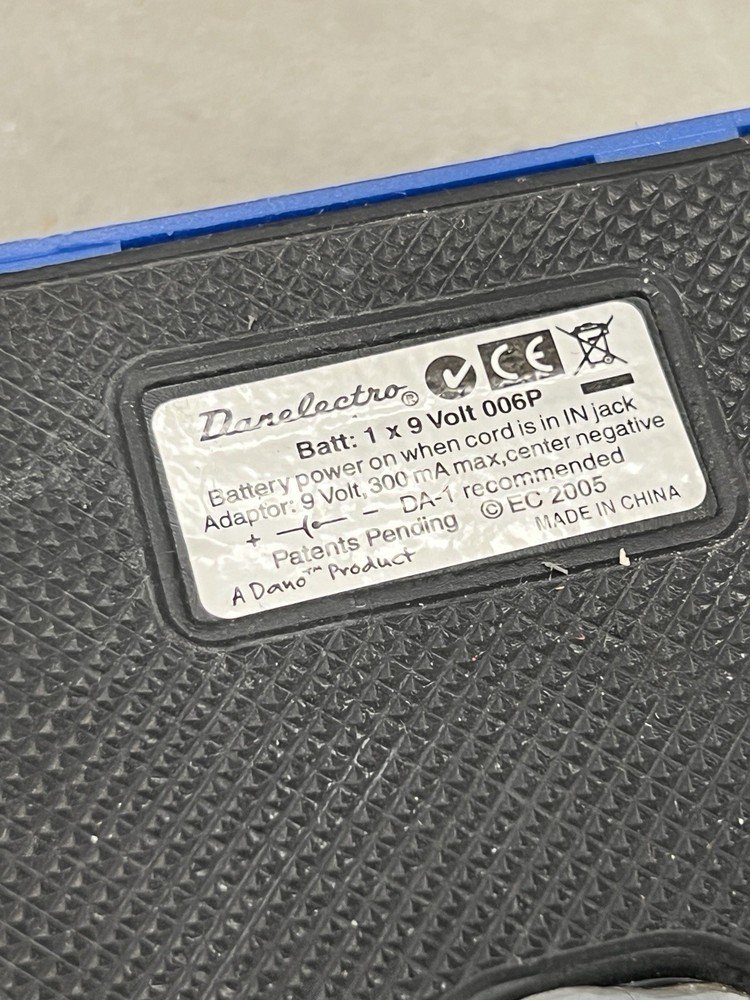 Danelectro®
CE
Batt: 1 x 9 Volt 006P
Battery power on when cord is in IN jack
Adaptor: 9 Volt, 300 mA max,center negative
+ - DA-1 recommended
Patents Pending © EC 2005
A Dano™ Product MADE IN CHINA